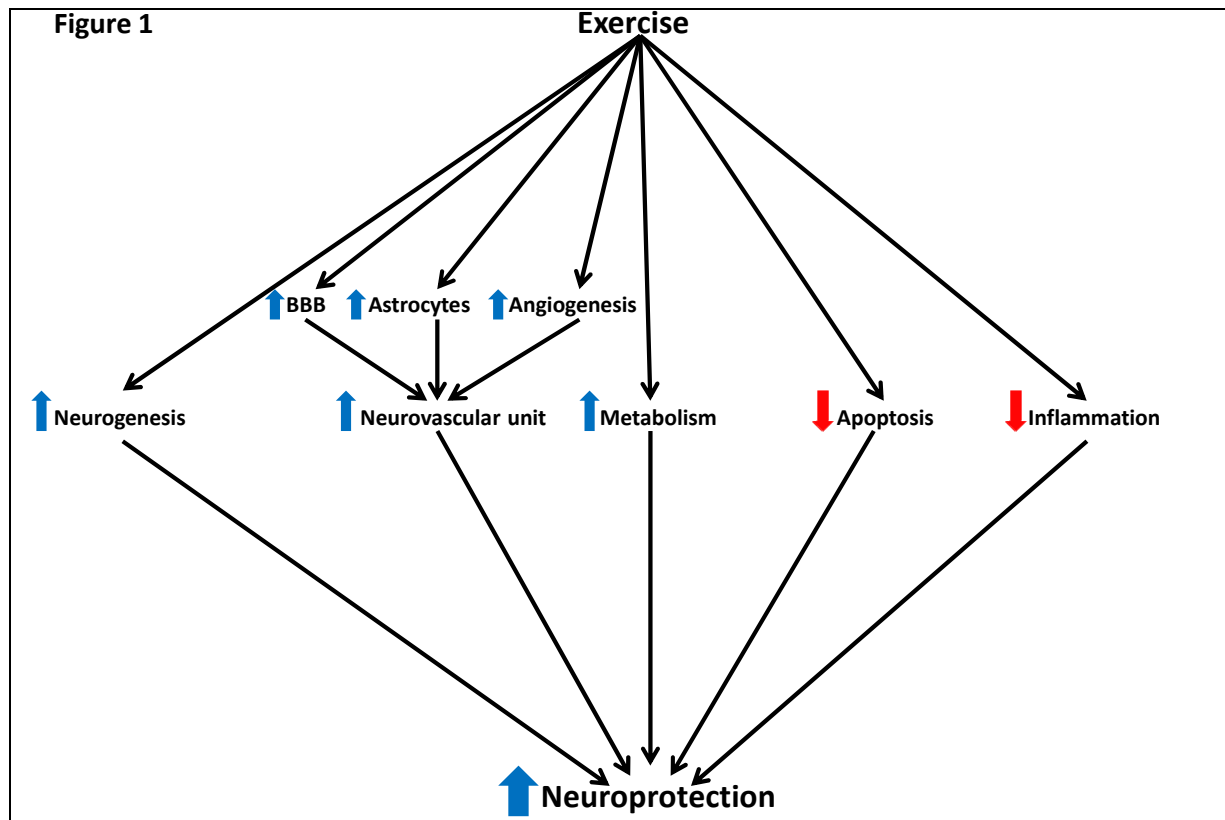 Figure 1
Exercise
BBB
Astrocytes
Angiogenesis
Neurogenesis
Neurovascular unit
Metabolism
Apoptosis
Inflammation
Neuroprotection